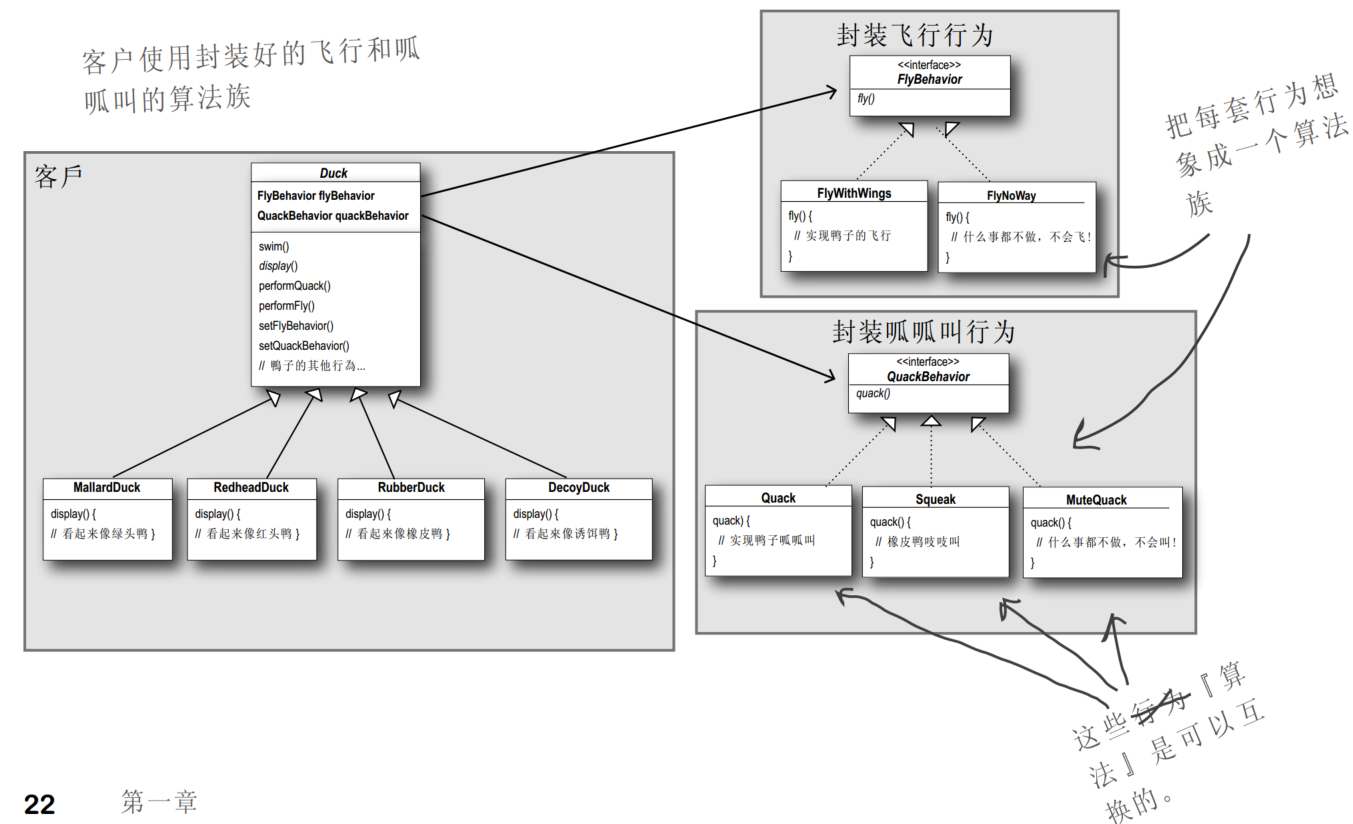 客户使用封装好的飞行和呱
呱叫的算法族
客戶
Duck
FlyBehavior flyBehavior
QuackBehavior quackBehavior
swim()
display()
performQuack()
performFly()
setFlyBehavior()
setQuackBehavior()
// 鴨子的其他行為...
MallardDuck
display() {
// 看起来像绿头鸭 }
RedheadDuck
display() {
// 看起来像红头鸭 }
RubberDuck
display() {
// 看起来像橡皮鸭 }
DecoyDuck
display() {
// 看起来像诱饵鸭 }
封装飞行行为
<<interface>>
FlyBehavior
fly()
FlyWithWings
fly() {
// 实现鸭子的飞行
}
FlyNoWay
fly() {
// 什么事都不做，不会飞！
}
把每套行为想
象成一个算法
族
封装呱呱叫行为
<<interface>>
QuackBehavior
quack()
Quack
quack) {
// 实现鸭子呱呱叫
}
Squeak
quack() {
// 橡皮鸭吱吱叫
}
MuteQuack
quack() {
// 什么事都不做，不会叫！
}
这些行为『算
法』是可以互
换的。
22 第一章